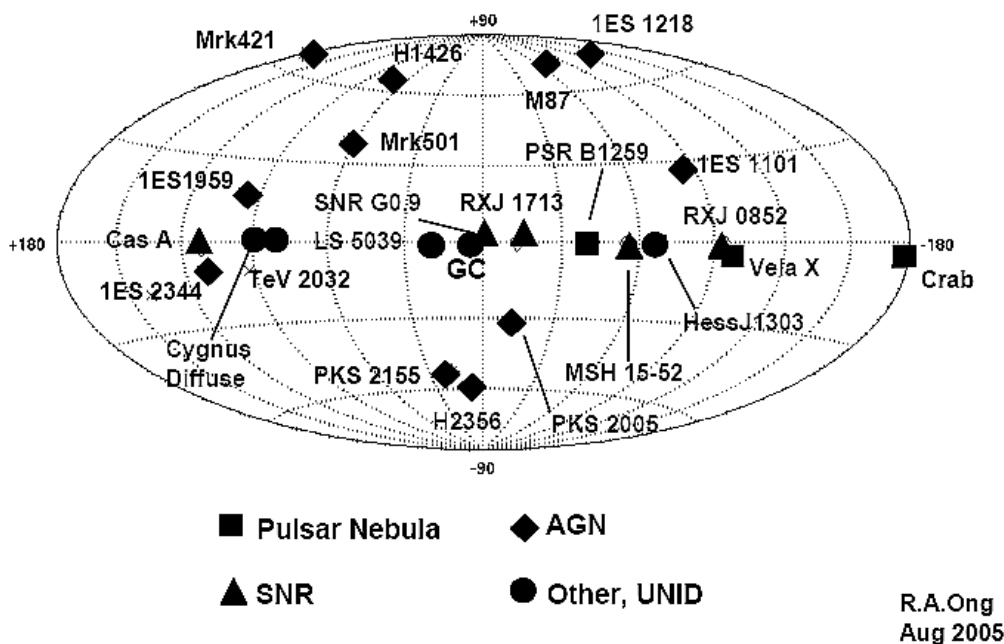 +90
1ES 1218
Mrk421
H1426
M87
Mrk501
PSR B1259
1ES 1101
1ES1959
SNR G0.9
RXJ 1713
RXJ 0852
+180
Cas A
LS 5039
GC
-180
Vela X
Crab
1ES 2344
TeV 2032
HessJ1303
Cygnus
Diffuse
PKS 2155
MSH 15-52
H2356
PKS 2005
-90
Pulsar Nebula
AGN
SNR
Other, UNID
R.A.Ong
Aug 2005